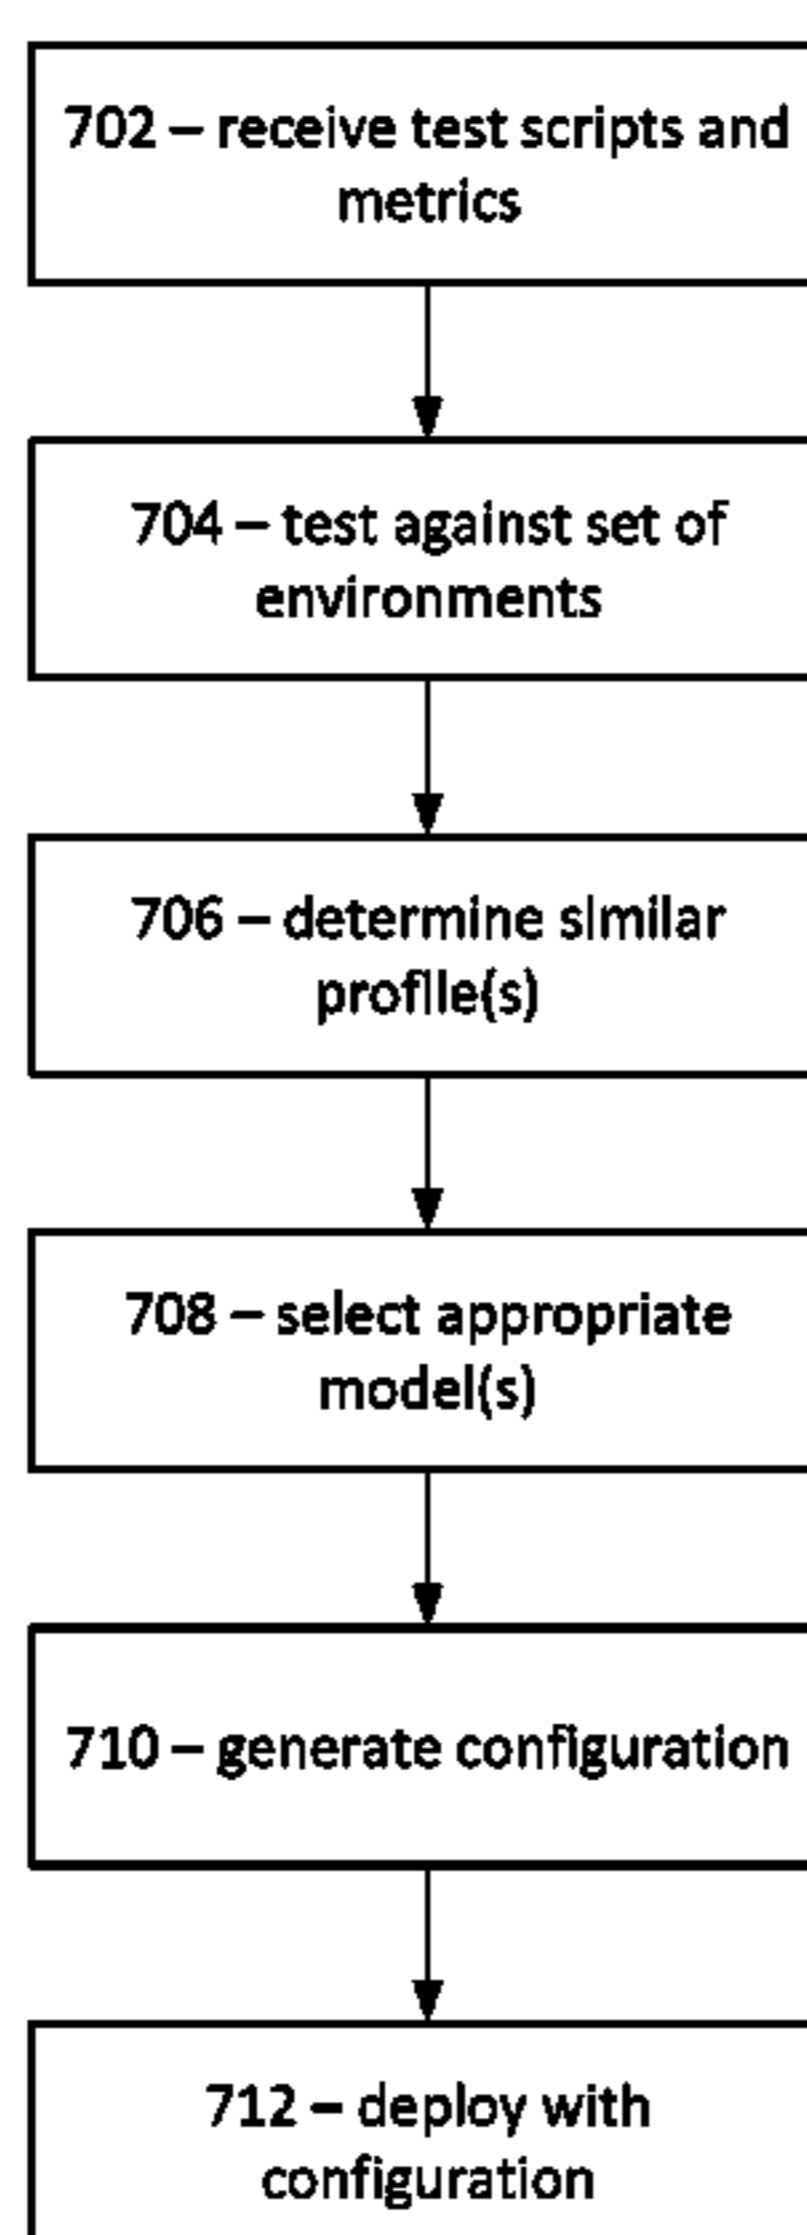 702 – receive test scripts and
metrics
704 – test against set of
environments
706 – determine similar
profile(s)
708 – select appropriate
model(s)
710 – generate configuration
712 – deploy with
configuration